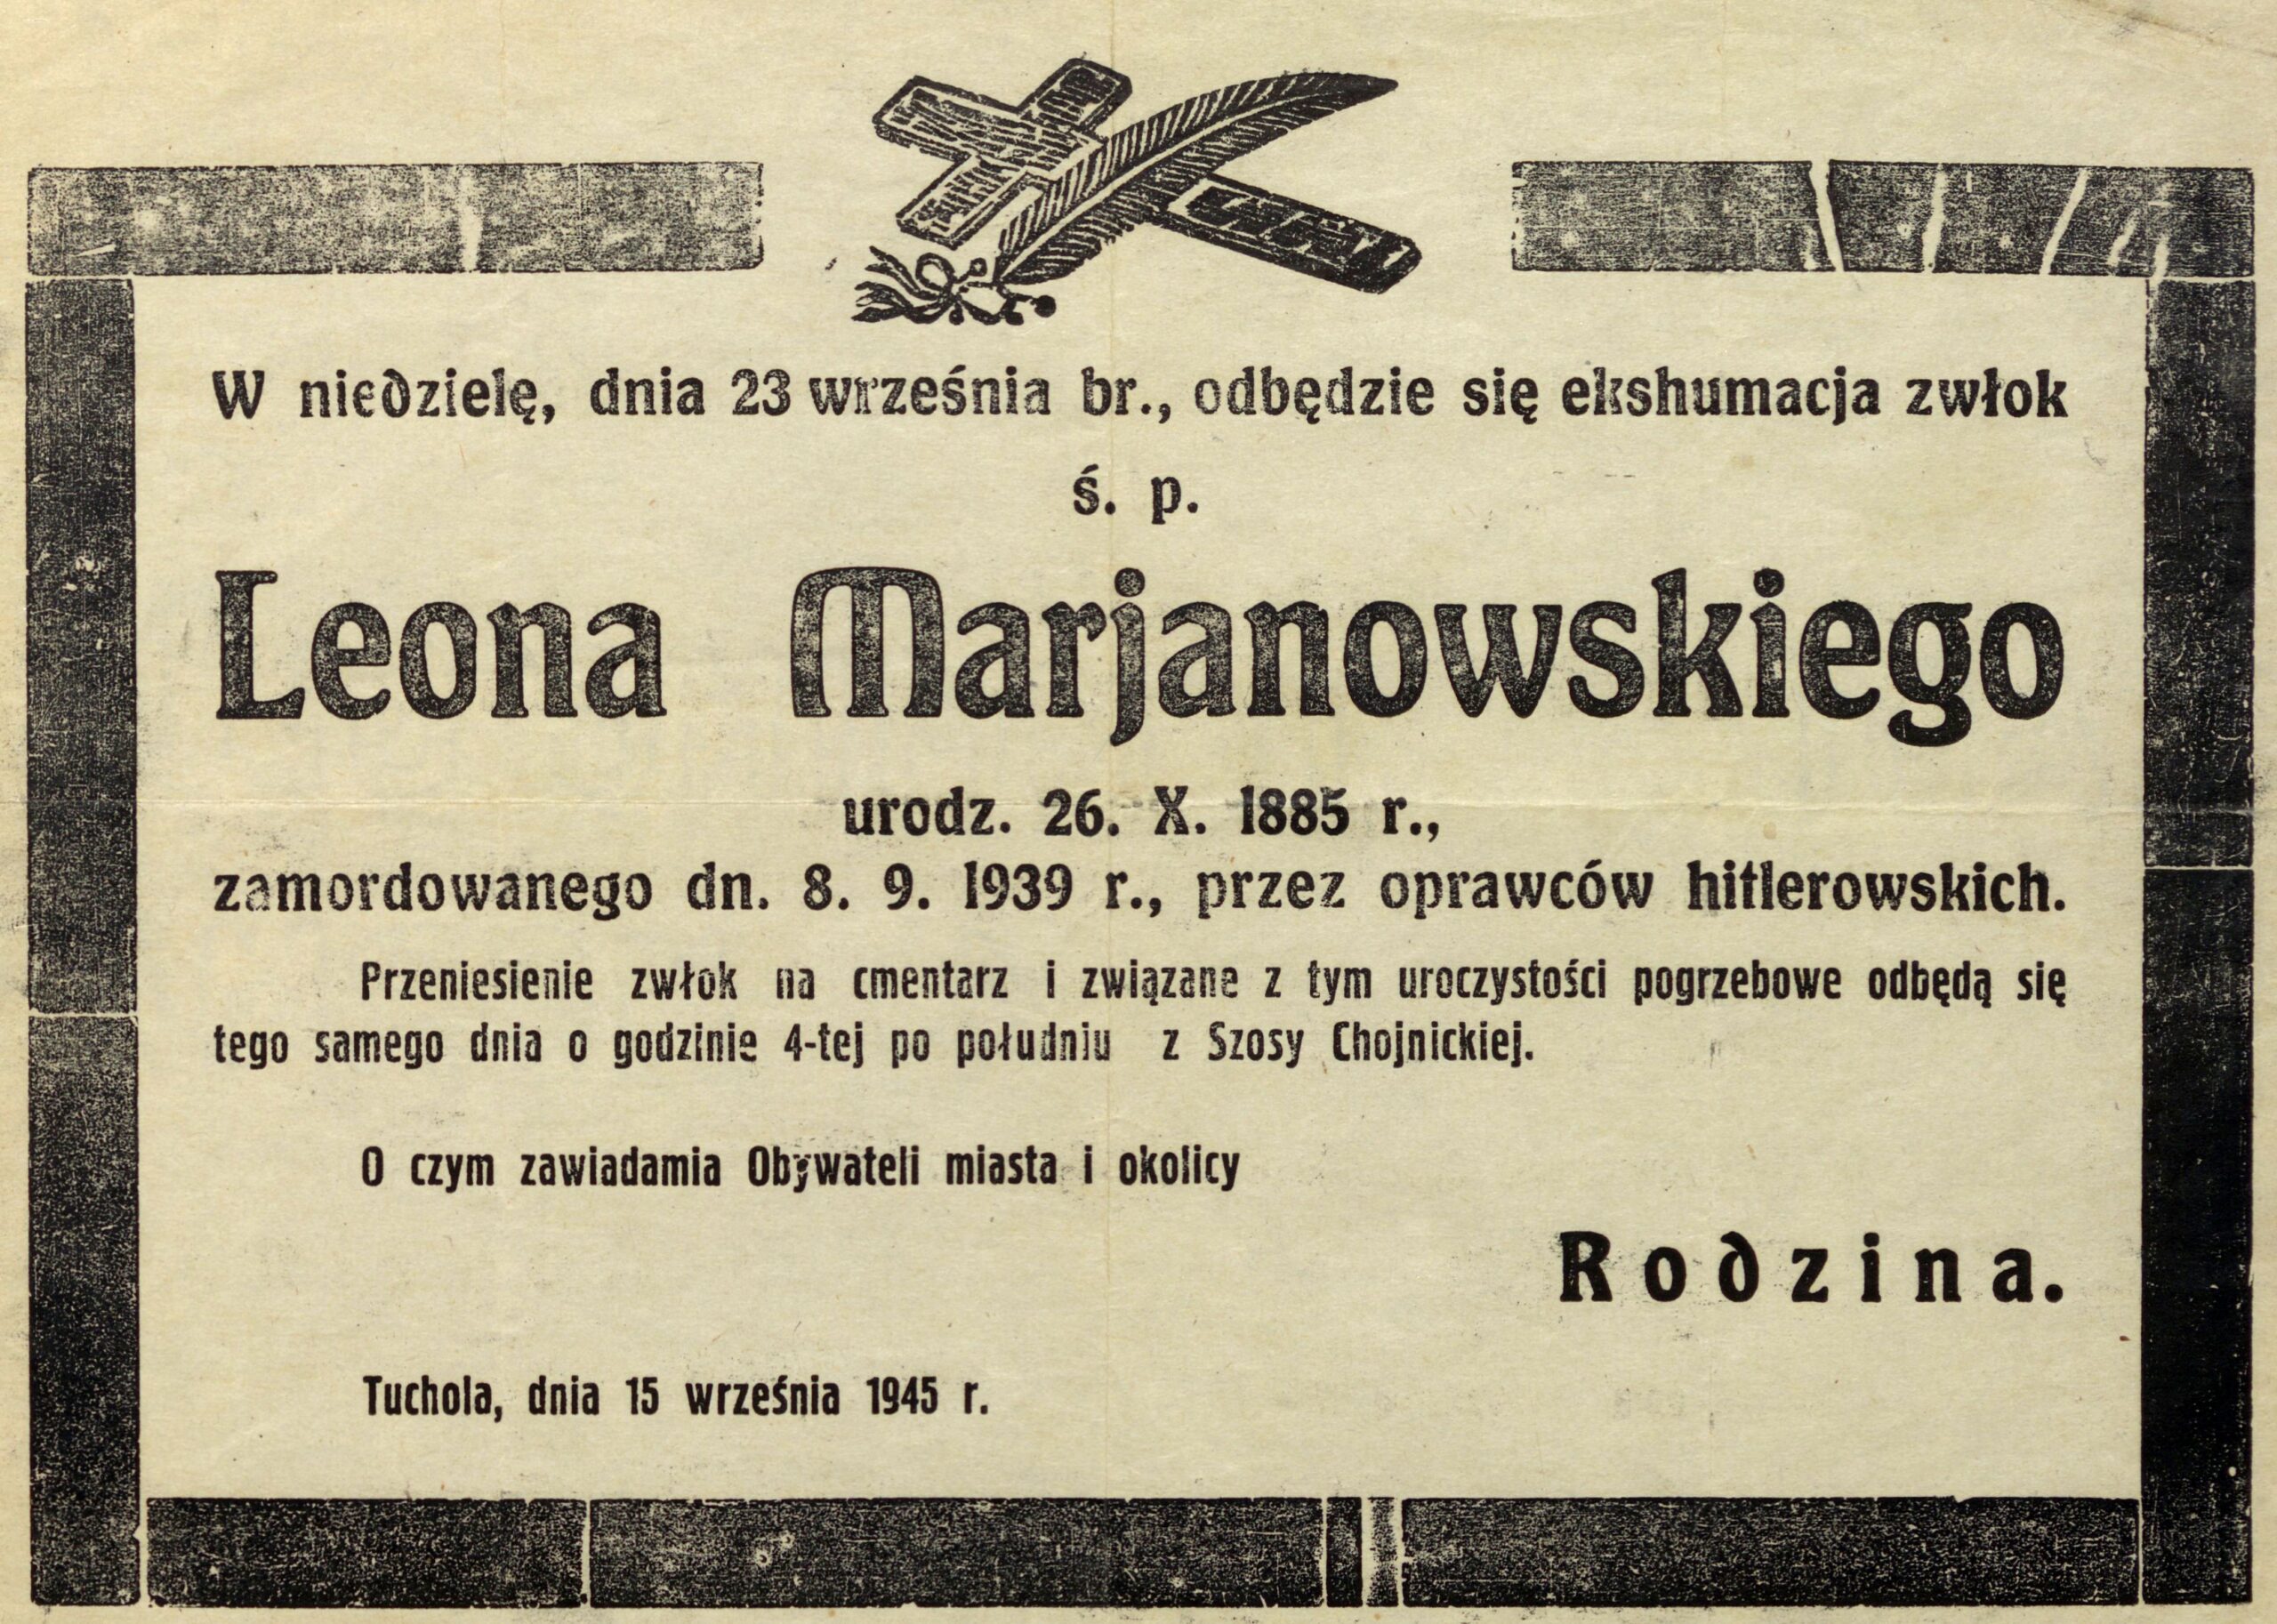 W niedzielę, dnia 23 września br., odbędzie się ekshumacja zwłok
ś. p.
Leona Marjanowskiego
urodz. 26. X. 1885 r.,
zamordowanego dn. 8. 9. 1939 r., przez oprawców hitlerowskich.
Przeniesienie zwłok na cmentarz i związane z tym uroczystości pogrzebowe odbędą się
tego samego dnia o godzinie 4-tej po południu z Szosy Chojnickiej.
O czym zawiadamia Obywateli miasta i okolicy
Rodzina.
Tuchola, dnia 15 września 1945 r.